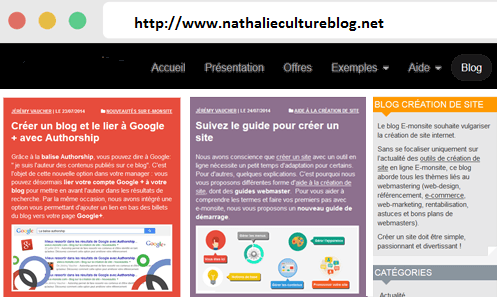 http://www.nathaliecultureblog.net
Accueil Présentation Offres Exemples Aide Blog
JÉRÉMY VAUCHER | LE 23/07/2014 NOUVEAUTÉS SUR E-MONSITE
Créer un blog et le lier à Google
+ avec Authorship
Grâce à la balise Authorship, vous pouvez dire à Google:
" je suis l'auteur des contenus publiés sur ce blog". C'est
l'objet de cette nouvelle option dans votre manager : vous
pouvez désormais lier votre compte Google + à votre
blog pour mettre en avant l'auteur dans les résultats de
recherche. Par la même occasion, nous avons intégré une
option vous permettant d'ajouter un lien en bas des billets
du blog vers votre page Google+
Google
JÉRÉMY VAUCHER | LE 24/07/2014 AIDE À LA CRÉATION DE SITE
Suivez le guide pour créer un
site
Nous avons conscience que créer un site avec un outil en
ligne nécessite un petit temps d'adaptation pour certains.
Pour d'autres, quelques explications. C'est pourquoi nous
vous proposons différentes forme d'aide à la création de
site, dont des guides webmaster. Pour vous aider à
comprendre les termes et faire vos premiers pas avec
e-monsite, nous vous proposons un nouveau guide de
démarrage.
BLOG CRÉATION DE SITE
Le blog E-monsite souhaite vulgariser
la création de site internet.
Sans se focaliser uniquement sur
l'actualité des outils de création de
site en ligne E-monsite, ce blog
aborde tous les thèmes liés au
webmastering (web-design,
référencement, e-commerce,
web-marketing, rentabilisation,
astuces et bons plans de
webmasters)
Créer un site doit être simple,
passionnant et divertissant !
CATÉGORIES
Actualité